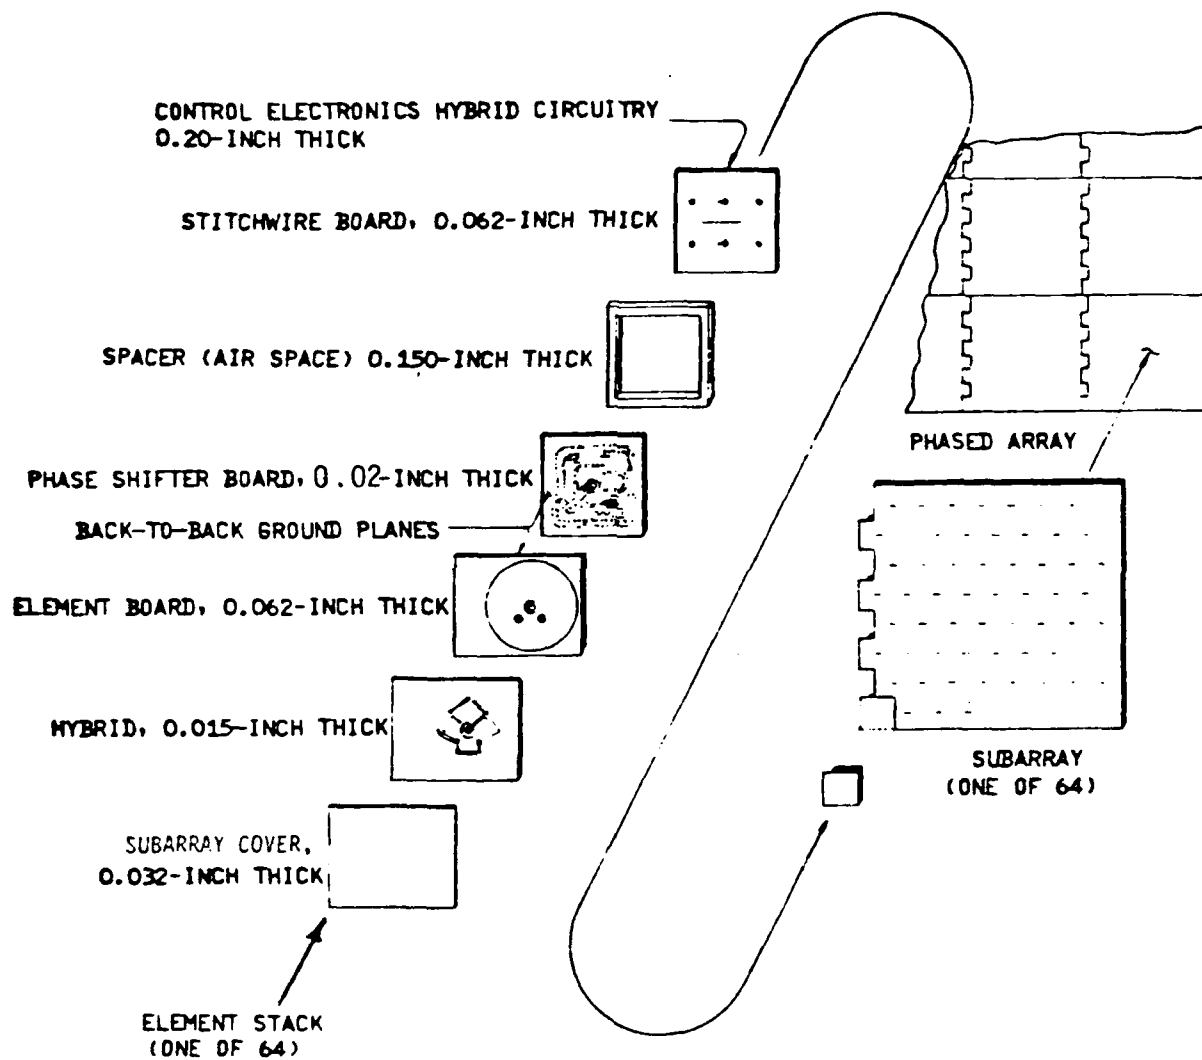 CONTROL ELECTRONICS HYBRID CIRCUITRY
0.20-INCH THICK
STITCHWIRE BOARD, 0.062-INCH THICK
SPACER (AIR SPACE) 0.150-INCH THICK
PHASED ARRAY
PHASE SHIFTER BOARD, 0.02-INCH THICK
BACK-TO-BACK GROUND PLANES
ELEMENT BOARD, 0.062-INCH THICK
HYBRID, 0.015-INCH THICK
SUBARRAY
(ONE OF 64)
SUBARRAY COVER,
0.032-INCH THICK
ELEMENT STACK
(ONE OF 64)